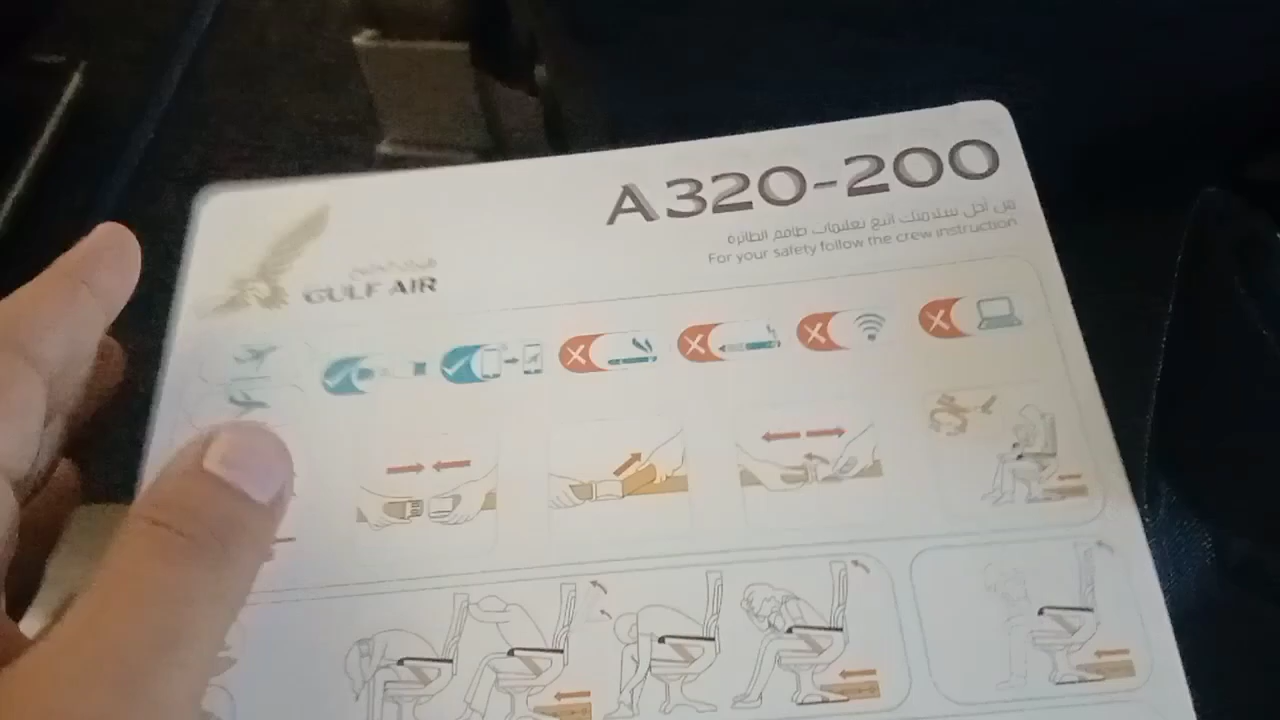 A320-200
من أجل سلامتك اتبع تعليمات طاقم الطائرة
For your safety follow the crew instruction
طيران الخليج
GULF AIR